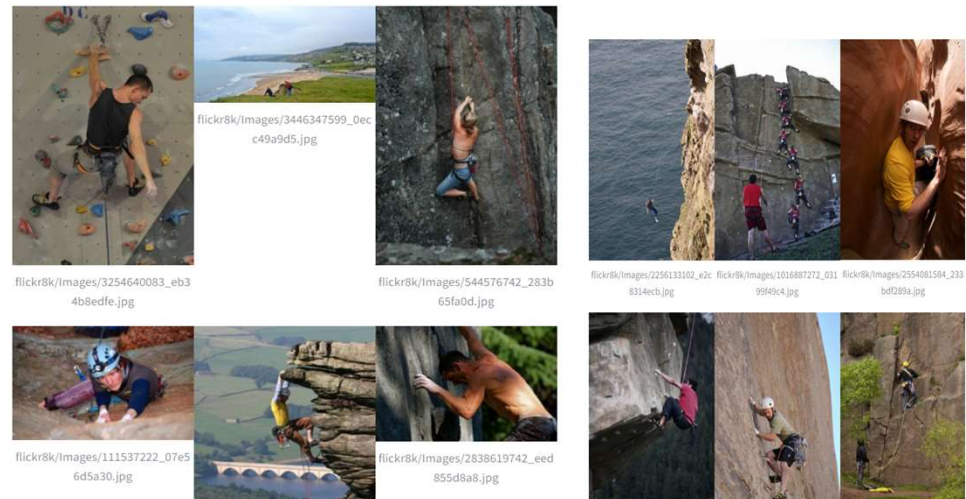 DC
flickr8k/Images/3446347599_0ec
c49a9d5.jpg
flickr8k/Images/3254640083_eb3
4b8edfe.jpg
flickr8k/Images/544576742_283b
65fa0d.jpg
flickr8k/Images/2256133102_e2c
8314ecb.jpg
flickr8k/Images/1016887272_031
99f49c4.jpg
flickr8k/Images/2554081584_233
bdf289a.jpg
flickr8k/Images/111537222_07e5
6d5a30.jpg
flickr8k/Images/2838619742_eed
855d8a8.jpg